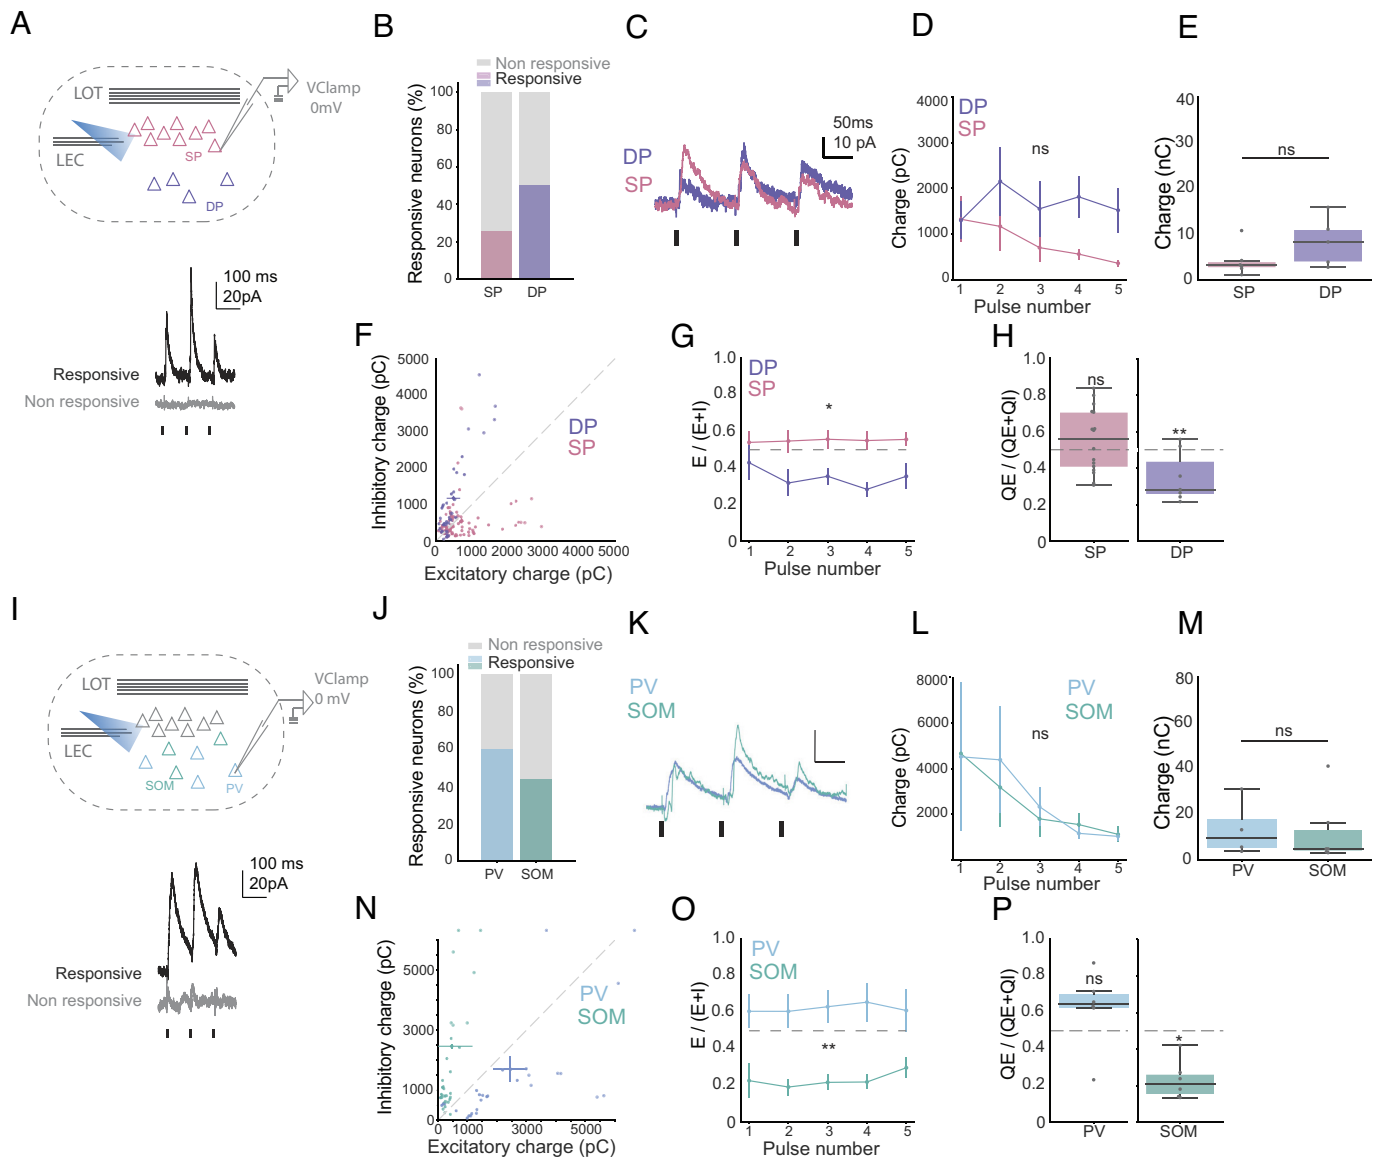 A
LOT
LEC
SP
DP
VClamp
0mV
100 ms
20pA
Responsive
Non responsive
B
Non responsive
Responsive
Responsive neurons (%)
100
80
60
40
20
0
SP
DP
C
DP
SP
50ms
10 pA
D
DP
SP
ns
Charge (pC)
4000
3000
2000
1000
0
1 2 3 4 5
Pulse number
E
ns
Charge (nC)
40
30
20
10
0
SP
DP
F
Inhibitory charge (pC)
5000
4000
3000
2000
1000
0
DP
SP
0 1000 2000 3000 4000 5000
Excitatory charge (pC)
G
DP
SP
*
E / (E+I)
1.0
0.8
0.6
0.4
0.2
0
1 2 3 4 5
Pulse number
H
QE / (QE+QI)
1.0
0.8
0.6
0.4
0.2
0
ns
**
SP
DP
I
LOT
LEC
SOM
PV
VClamp
0 mV
100 ms
20pA
Responsive
Non responsive
J
Non responsive
Responsive
Responsive neurons (%)
100
80
60
40
20
0
PV
SOM
K
PV
SOM
L
PV
SOM
ns
Charge (pC)
8000
6000
4000
2000
1 2 3 4 5
Pulse number
M
ns
Charge (nC)
80
60
40
20
0
PV
SOM
N
Inhibitory charge (pC)
5000
3000
1000
0
PV
SOM
0 1000 3000 5000
Excitatory charge (pC)
O
PV
SOM
**
E / (E+I)
1.0
0.8
0.6
0.4
0.2
0
1 2 3 4 5
Pulse number
P
QE / (QE+QI)
1.0
0.8
0.6
0.4
0.2
0
ns
*
PV
SOM